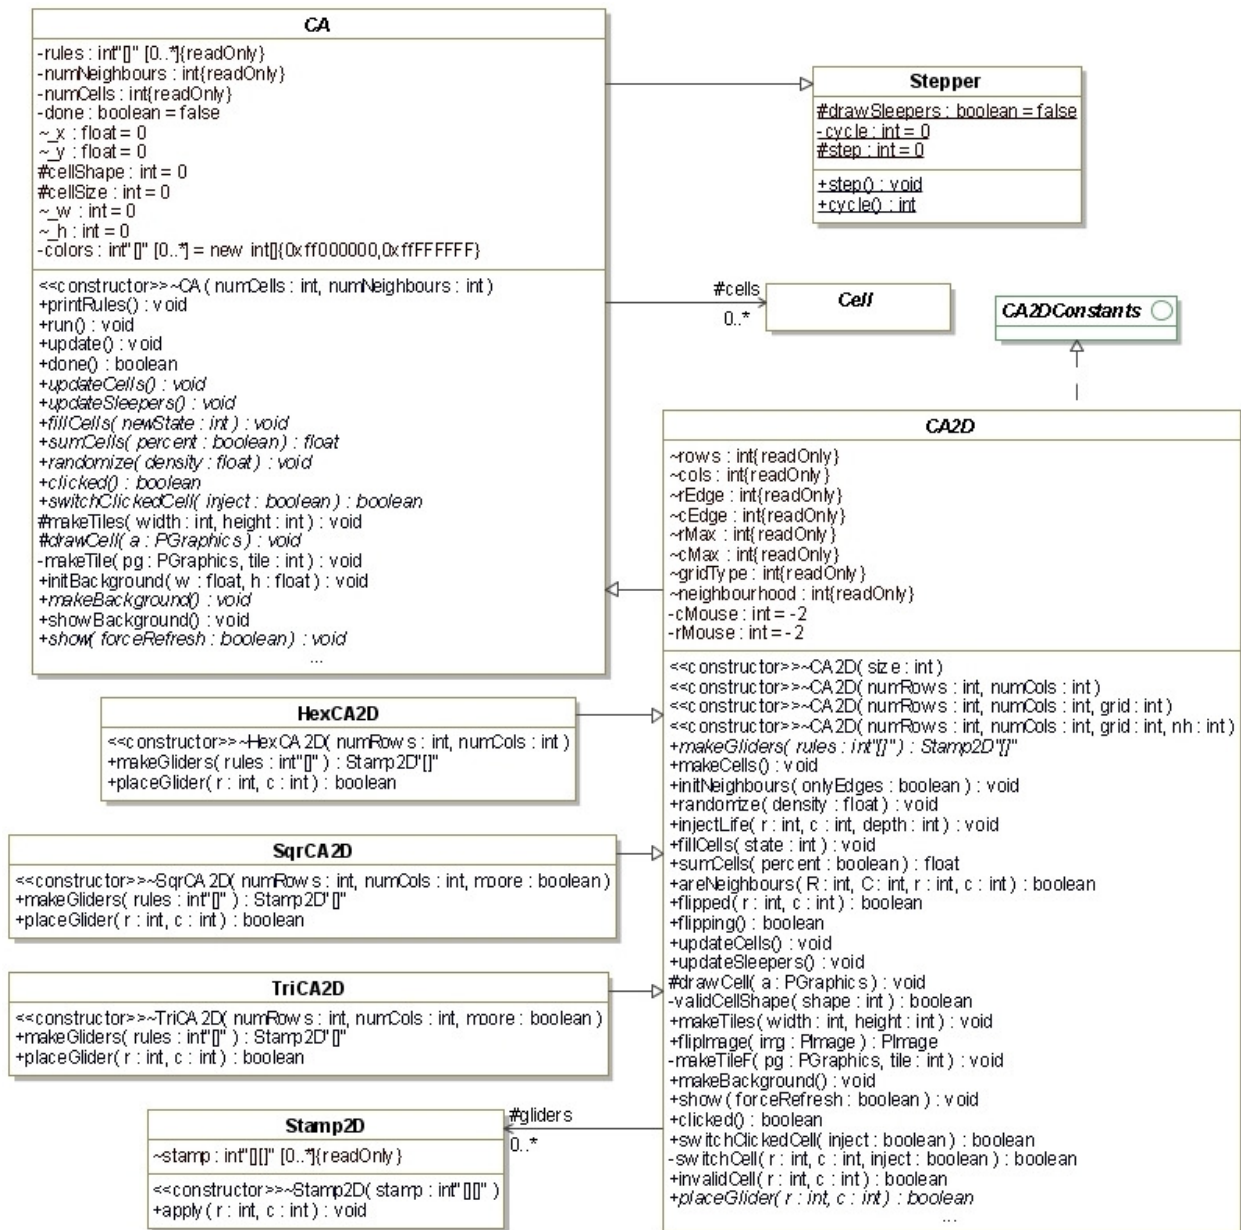 CA
-rules : int"[]" [0..*]{readOnly}
-numNeighbours : int{readOnly}
-numCells : int{readOnly}
-done : boolean = false
~_x : float = 0
~_y : float = 0
#cellShape : int = 0
#cellSize : int = 0
~_w : int = 0
~_h : int = 0
-colors : int"[]" [0..*] = new int[]{0xff000000,0xffFFFFFF}
<<constructor>>~CA( numCells : int, numNeighbours : int )
+printRules() : void
+run() : void
+update() : void
+done() : boolean
+updateCells() : void
+updateSleepers() : void
+fillCells( newState : int ) : void
+sumCells( percent : boolean ) : float
+randomize( density : float ) : void
+clicked() : boolean
+switchClickedCell( inject : boolean ) : boolean
#makeTiles( width : int, height : int ) : void
#drawCell( a : PGraphics ) : void
-makeTile( pg : PGraphics, tile : int ) : void
+initBackground( w : float, h : float ) : void
+makeBackground() : void
+showBackground() : void
+show( forceRefresh : boolean ) : void
...
Stepper
#drawSleepers : boolean = false
-cycle : int = 0
#step : int = 0
+step() : void
+cycle() : int
#cells
0..*
Cell
CA2DConstants
CA2D
~rows : int{readOnly}
~cols : int{readOnly}
~rEdge : int{readOnly}
~cEdge : int{readOnly}
~rMax : int{readOnly}
~cMax : int{readOnly}
~gridType : int{readOnly}
~neighbourhood : int{readOnly}
-cMouse : int = -2
-rMouse : int = -2
<<constructor>>~CA2D( size : int )
<<constructor>>~CA2D( numRows : int, numCols : int )
<<constructor>>~CA2D( numRows : int, numCols : int, grid : int )
<<constructor>>~CA2D( numRows : int, numCols : int, grid : int, nh : int )
+makeGliders( rules : int"[]" ) : Stamp2D"[]"
+makeCells() : void
+initNeighbours( onlyEdges : boolean ) : void
+randomize( density : float ) : void
+injectLife( r : int, c : int, depth : int ) : void
+fillCells( state : int ) : void
+sumCells( percent : boolean ) : float
+areNeighbours( R : int, C : int, r : int, c : int ) : boolean
+flipped( r : int, c : int ) : boolean
+flipping() : boolean
+updateCells() : void
+updateSleepers() : void
#drawCell( a : PGraphics ) : void
-validCellShape( shape : int ) : boolean
+makeTiles( width : int, height : int ) : void
+flipImage( img : PImage ) : PImage
-makeTileF( pg : PGraphics, tile : int ) : void
+makeBackground() : void
+show( forceRefresh : boolean ) : void
+clicked() : boolean
+switchClickedCell( inject : boolean ) : boolean
-switchCell( r : int, c : int, inject : boolean ) : boolean
+invalidCell( r : int, c : int ) : boolean
+placeGlider( r : int, c : int ) : boolean
...
HexCA2D
<<constructor>>~HexCA2D( numRows : int, numCols : int )
+makeGliders( rules : int"[]" ) : Stamp2D"[]"
+placeGlider( r : int, c : int ) : boolean
SqrCA2D
<<constructor>>~SqrCA2D( numRows : int, numCols : int, moore : boolean )
+makeGliders( rules : int"[]" ) : Stamp2D"[]"
+placeGlider( r : int, c : int ) : boolean
TriCA2D
<<constructor>>~TriCA2D( numRows : int, numCols : int, moore : boolean )
+makeGliders( rules : int"[]" ) : Stamp2D"[]"
+placeGlider( r : int, c : int ) : boolean
#gliders
0..*
Stamp2D
~stamp : int"[][]" [0..*]{readOnly}
<<constructor>>~Stamp2D( stamp : int"[][]" )
+apply( r : int, c : int ) : void